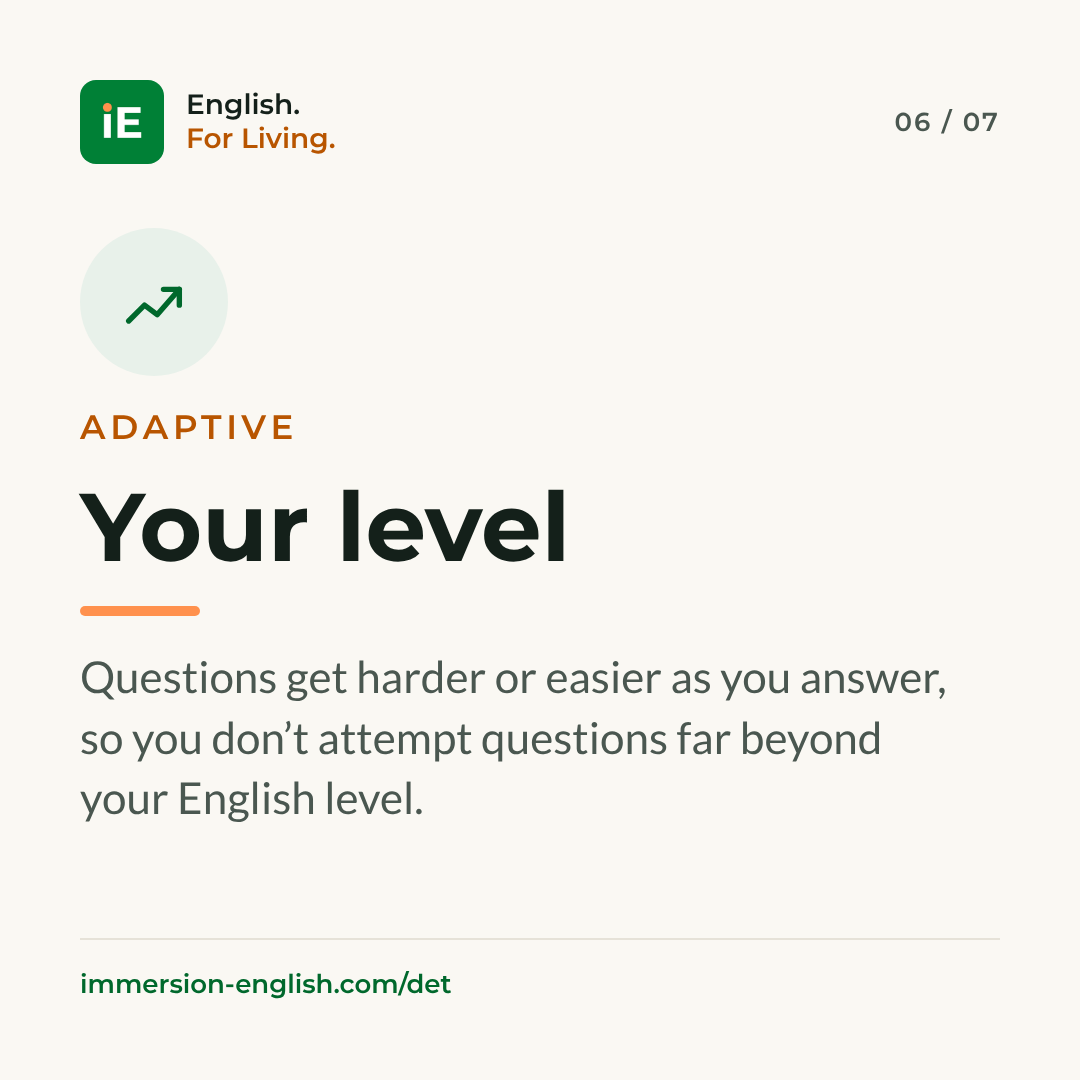 iE
English.
For Living.
06 / 07
ADAPTIVE
Your level
Questions get harder or easier as you answer,
so you don’t attempt questions far beyond
your English level.
immersion-english.com/det